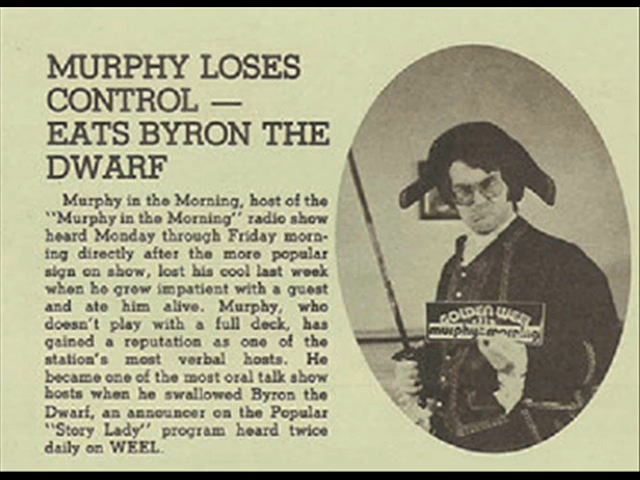 MURPHY LOSES
CONTROL —
EATS BYRON THE
DWARF
Murphy in the Morning, host of the
"Murphy in the Morning" radio show
heard Monday through Friday morn-
ing directly after the more popular
sign on show, lost his cool last week
when he grew impatient with a guest
and ate him alive. Murphy, who
doesn't play with a full deck, has
gained a reputation as one of the
station's most verbal hosts. He
became one of the most oral talk show
hosts when he swallowed Byron the
Dwarf, an announcer on the Popular
"Story Lady" program heard twice
daily on WEEL.
GOLDEN WEEL
murphy in the morning